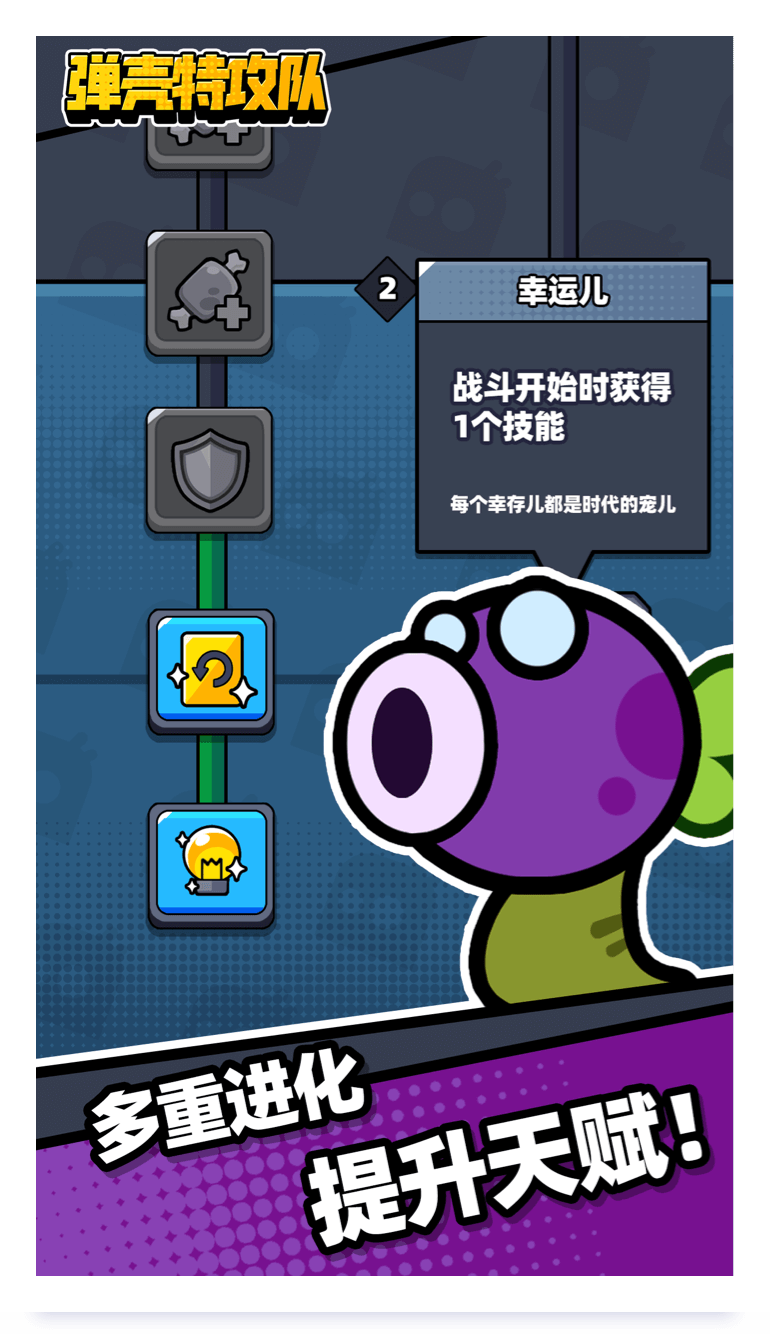 弹壳特攻队
2
幸运儿
战斗开始时获得
1个技能
每个幸存儿都是时代的宠儿
多重进化
提升天赋！